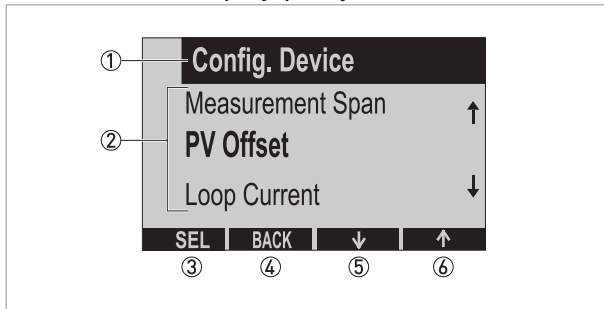 ① Config. Device
② Measurement Span ↑
PV Offset
Loop Current ↓
SEL BACK ↓ ↑
③ ④ ⑤ ⑥